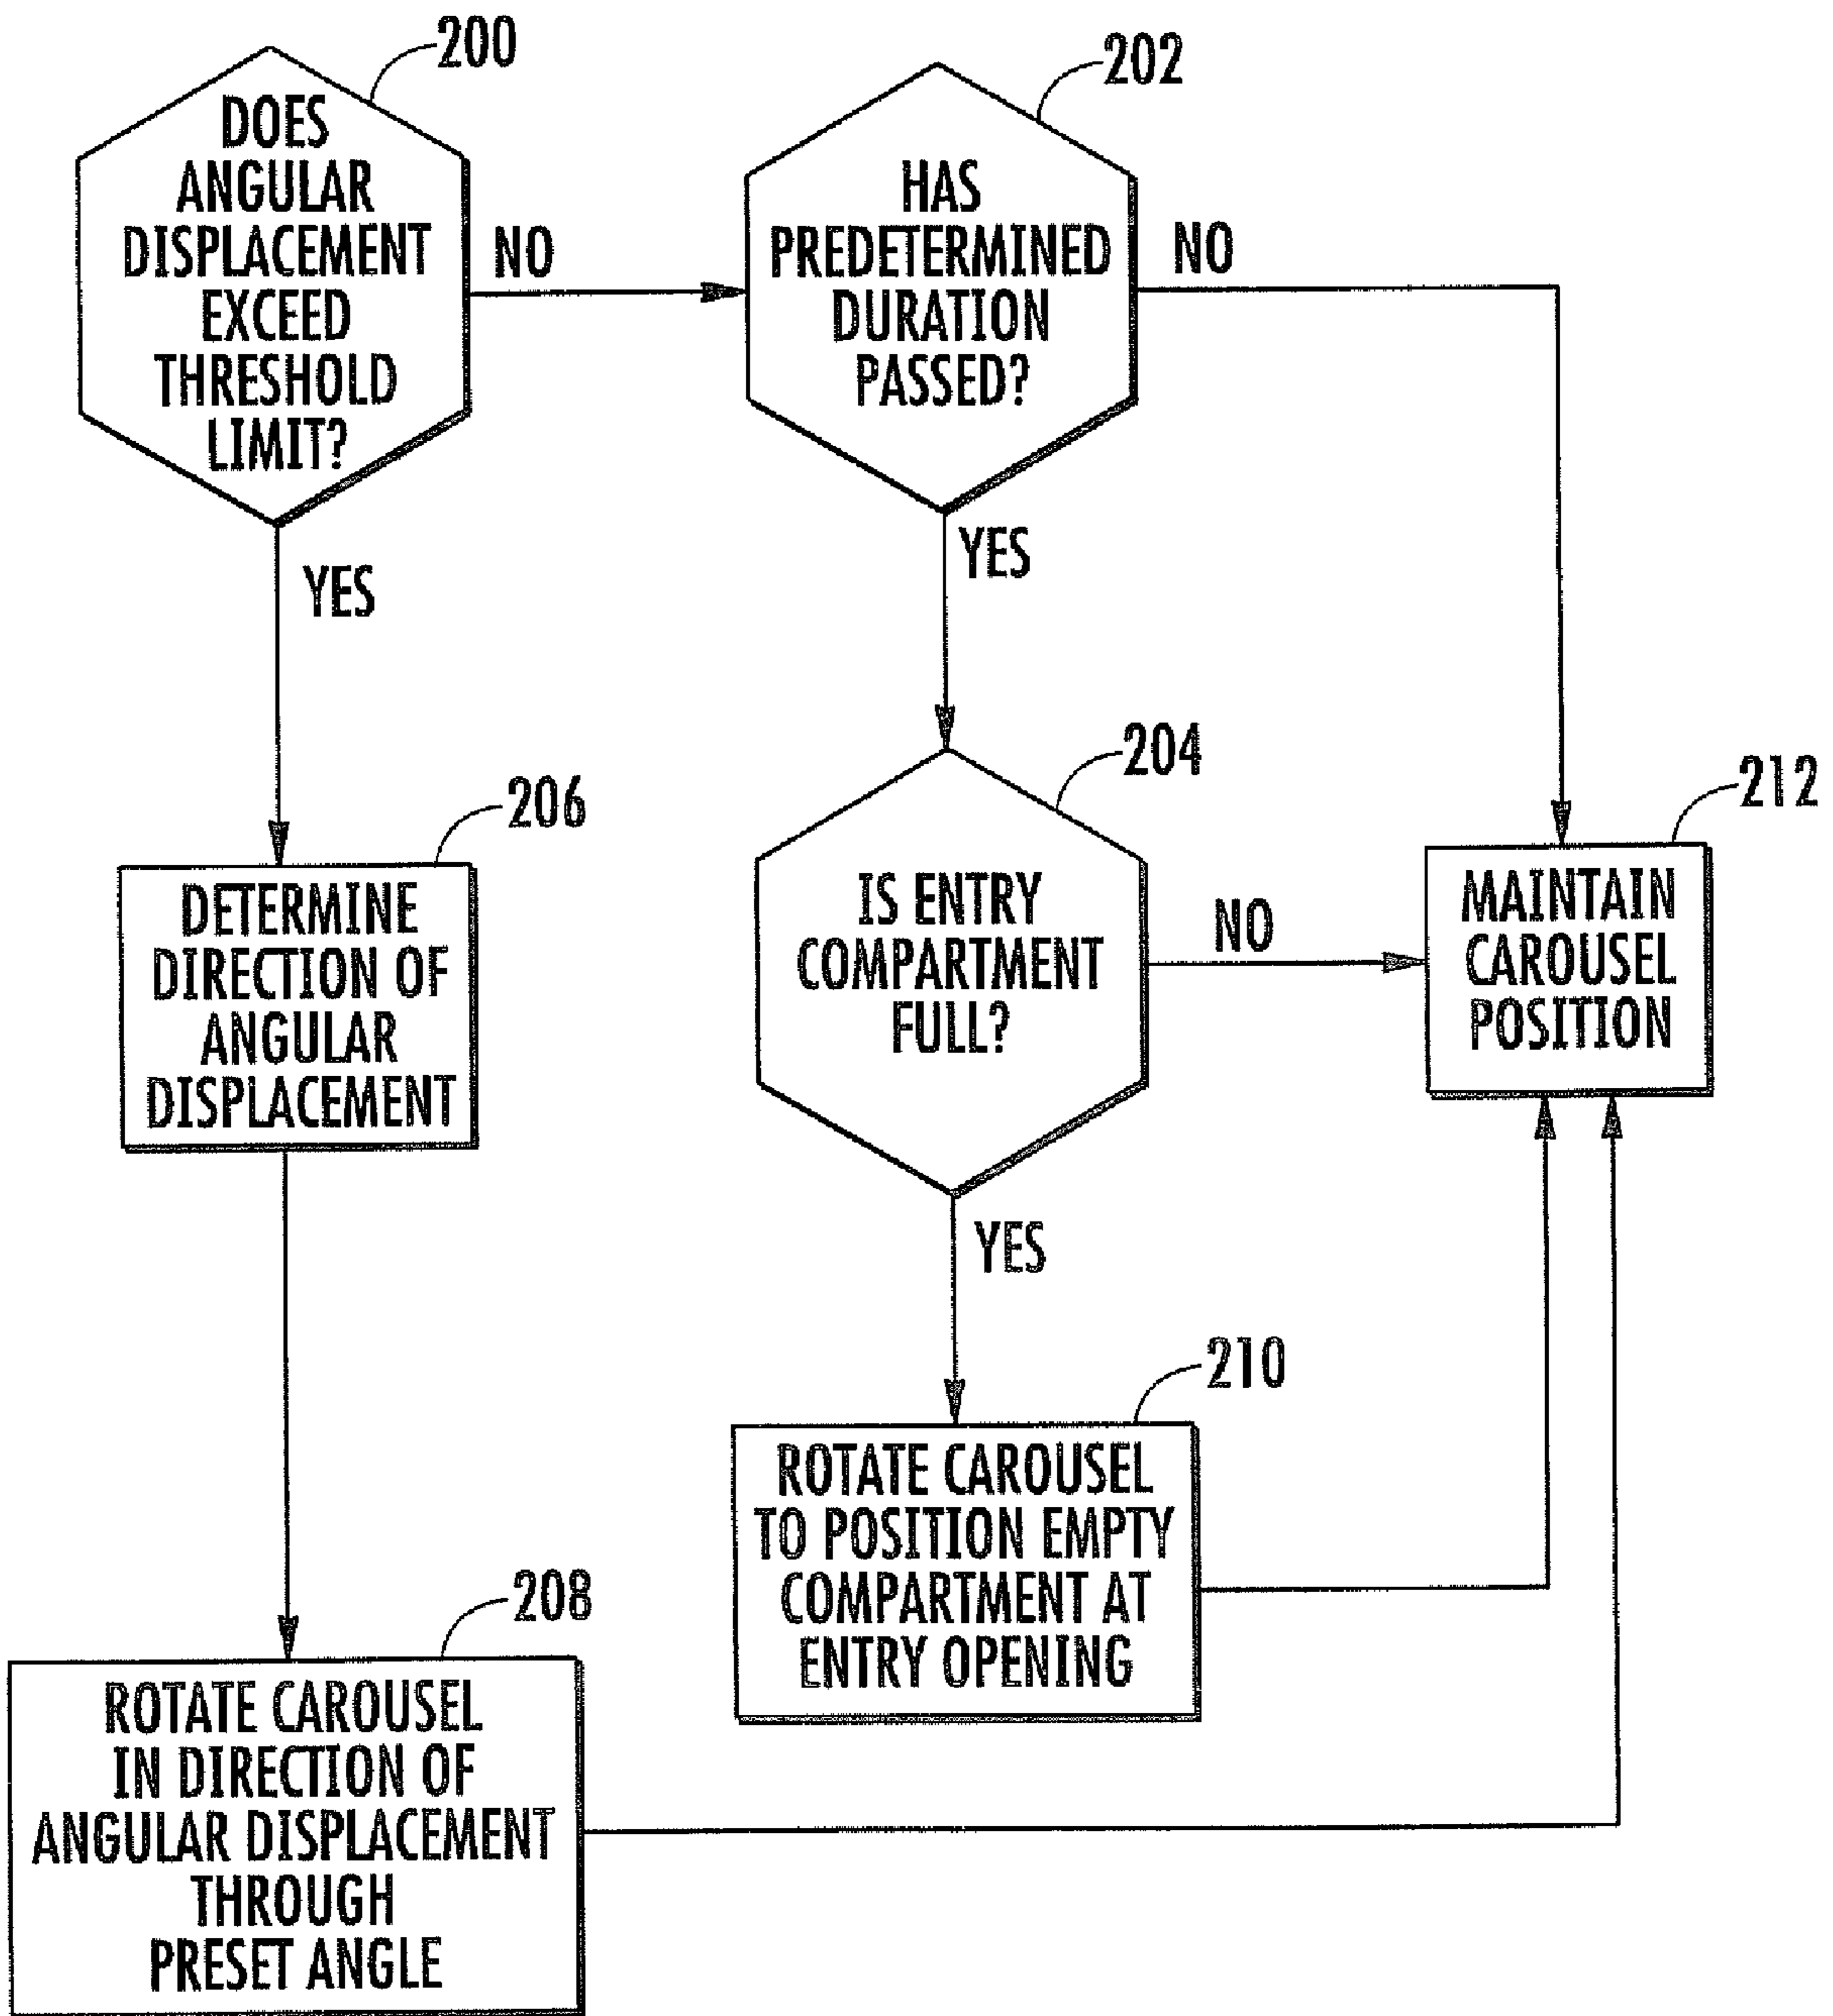 200
DOES
ANGULAR
DISPLACEMENT
EXCEED
THRESHOLD
LIMIT?
NO
YES
202
HAS
PREDETERMINED
DURATION
PASSED?
NO
YES
204
IS ENTRY
COMPARTMENT
FULL?
NO
YES
206
DETERMINE
DIRECTION OF
ANGULAR
DISPLACEMENT
212
MAINTAIN
CAROUSEL
POSITION
210
ROTATE CAROUSEL
TO POSITION EMPTY
COMPARTMENT AT
ENTRY OPENING
208
ROTATE CAROUSEL
IN DIRECTION OF
ANGULAR DISPLACEMENT
THROUGH
PRESET ANGLE